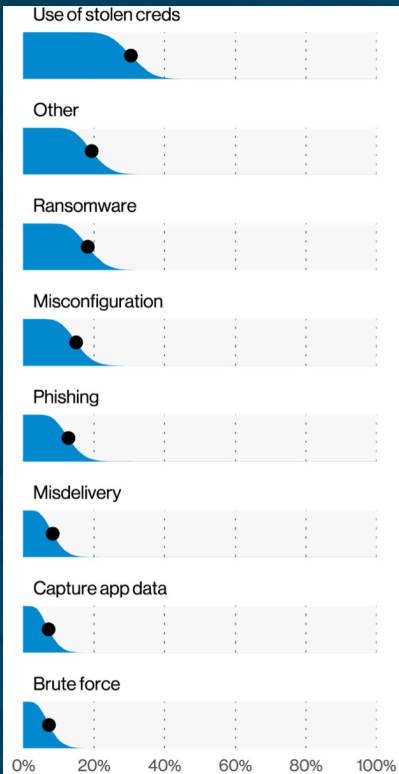 Use of stolen creds
Other
Ransomware
Misconfiguration
Phishing
Misdelivery
Capture app data
Brute force
0% 20% 40% 60% 80% 100%